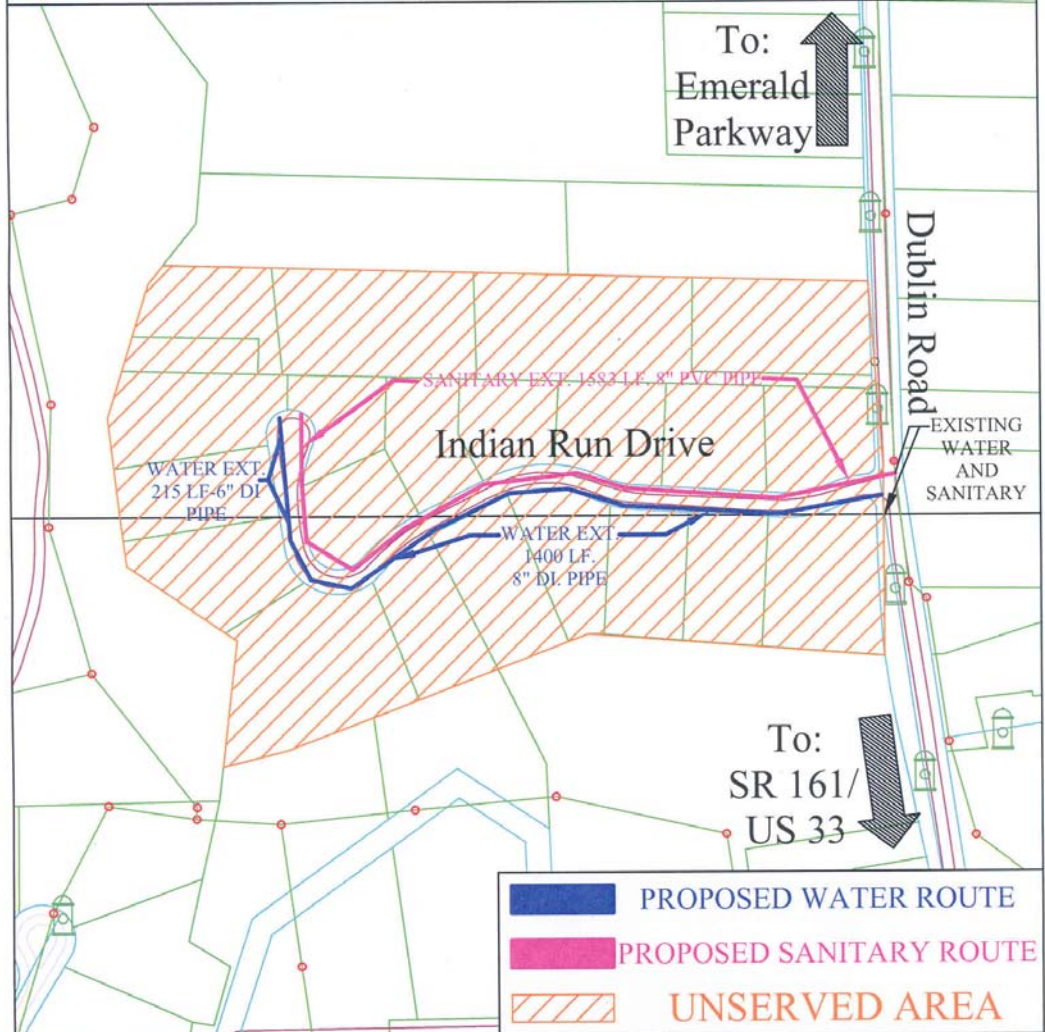 To:
Emerald
Parkway
Dublin Road
SANITARY EXT. 1583 LF. 8" PVC PIPE
Indian Run Drive
EXISTING
WATER
AND
SANITARY
WATER EXT.
215 LF-6" DI
PIPE
WATER EXT.
1400 LF.
8" DI. PIPE
To:
SR 161/
US 33
PROPOSED WATER ROUTE
PROPOSED SANITARY ROUTE
UNSERVED AREA